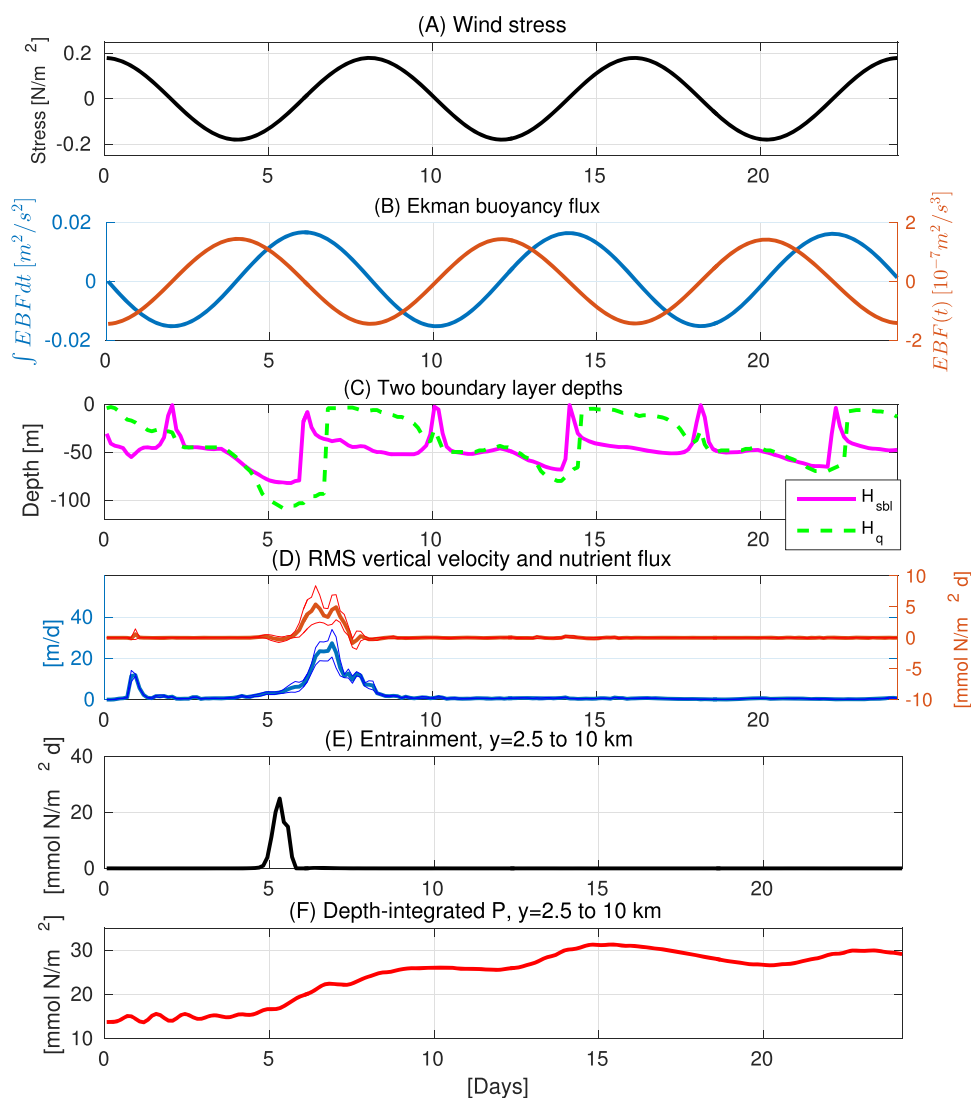 (A) Wind stress
Stress [N/m 2]
0.2
0
-0.2
0 5 10 15 20
(B) Ekman buoyancy flux
∫ EBFdt [m²/s²]
0.02
0
-0.02
2
0
-2
EBF(t) [10⁻⁷m²/s³]
0 5 10 15 20
(C) Two boundary layer depths
Depth [m]
0
-50
-100
H sbl
H q
0 5 10 15 20
(D) RMS vertical velocity and nutrient flux
[m/d]
40
20
0
10
5
0
-5
-10
[mmol N/m 2 d]
0 5 10 15 20
(E) Entrainment, y=2.5 to 10 km
[mmol N/m 2 d]
40
20
0
0 5 10 15 20
(F) Depth-integrated P, y=2.5 to 10 km
[mmol N/m 2]
30
20
10
0 5 10 15 20
[Days]